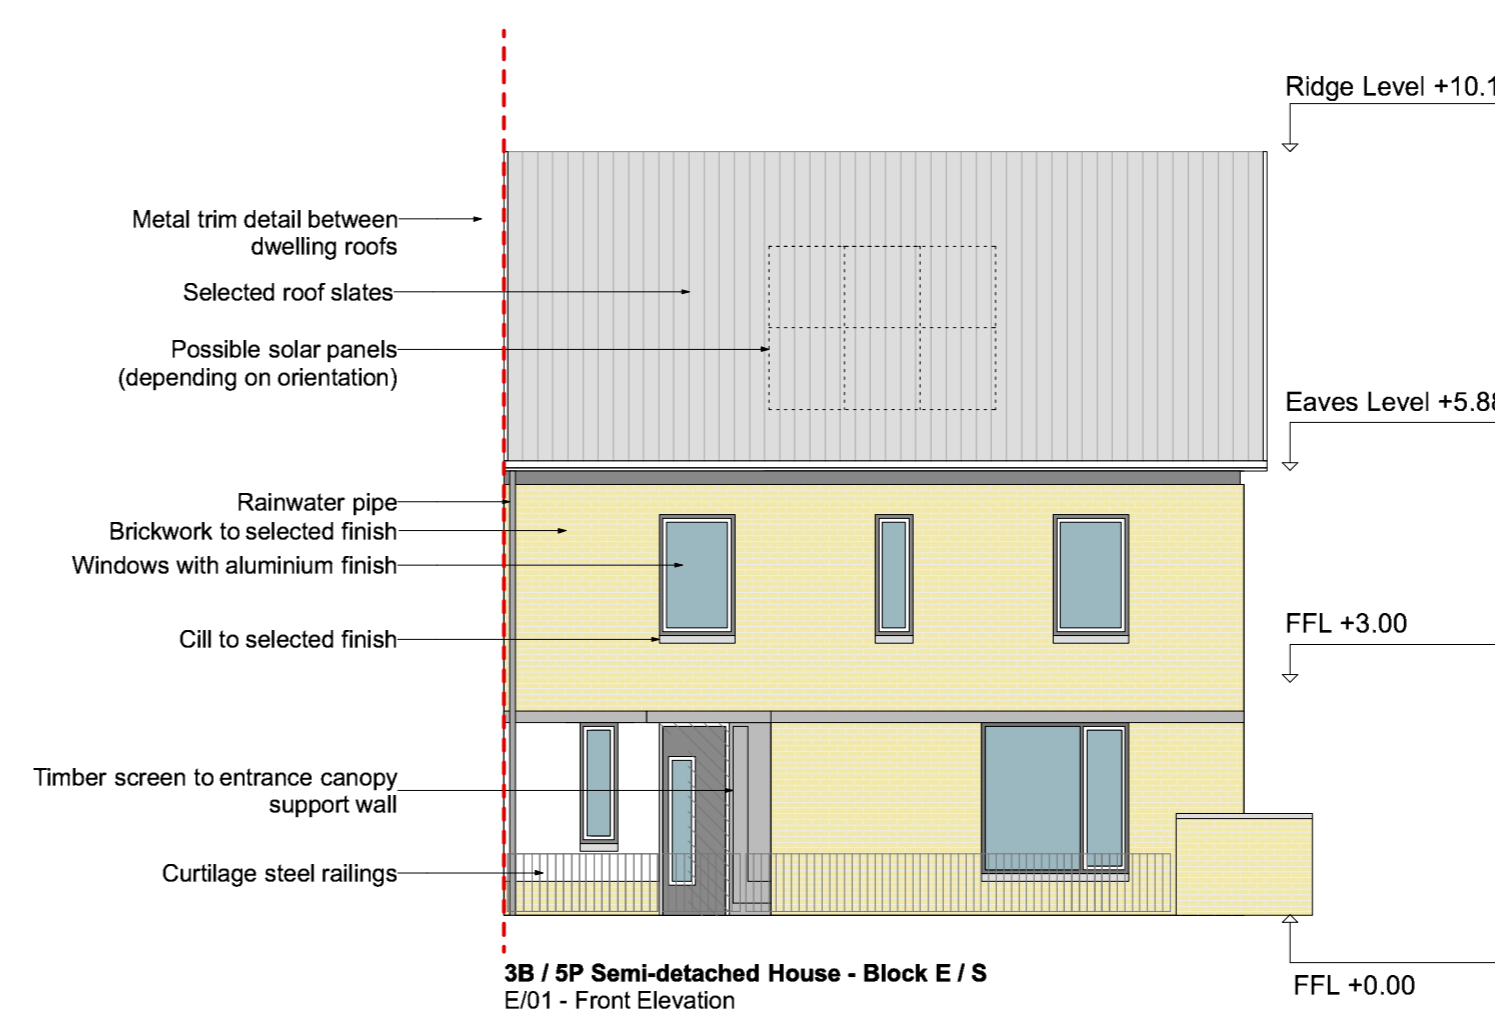 Ridge Level +10.1
Metal trim detail between
dwelling roofs
Selected roof slates
Possible solar panels
(depending on orientation)
Eaves Level +5.88
Rainwater pipe
Brickwork to selected finish
Windows with aluminium finish
Cill to selected finish
FFL +3.00
Timber screen to entrance canopy
support wall
Curtilage steel railings
3B / 5P Semi-detached House - Block E / S
E/01 - Front Elevation
FFL +0.00